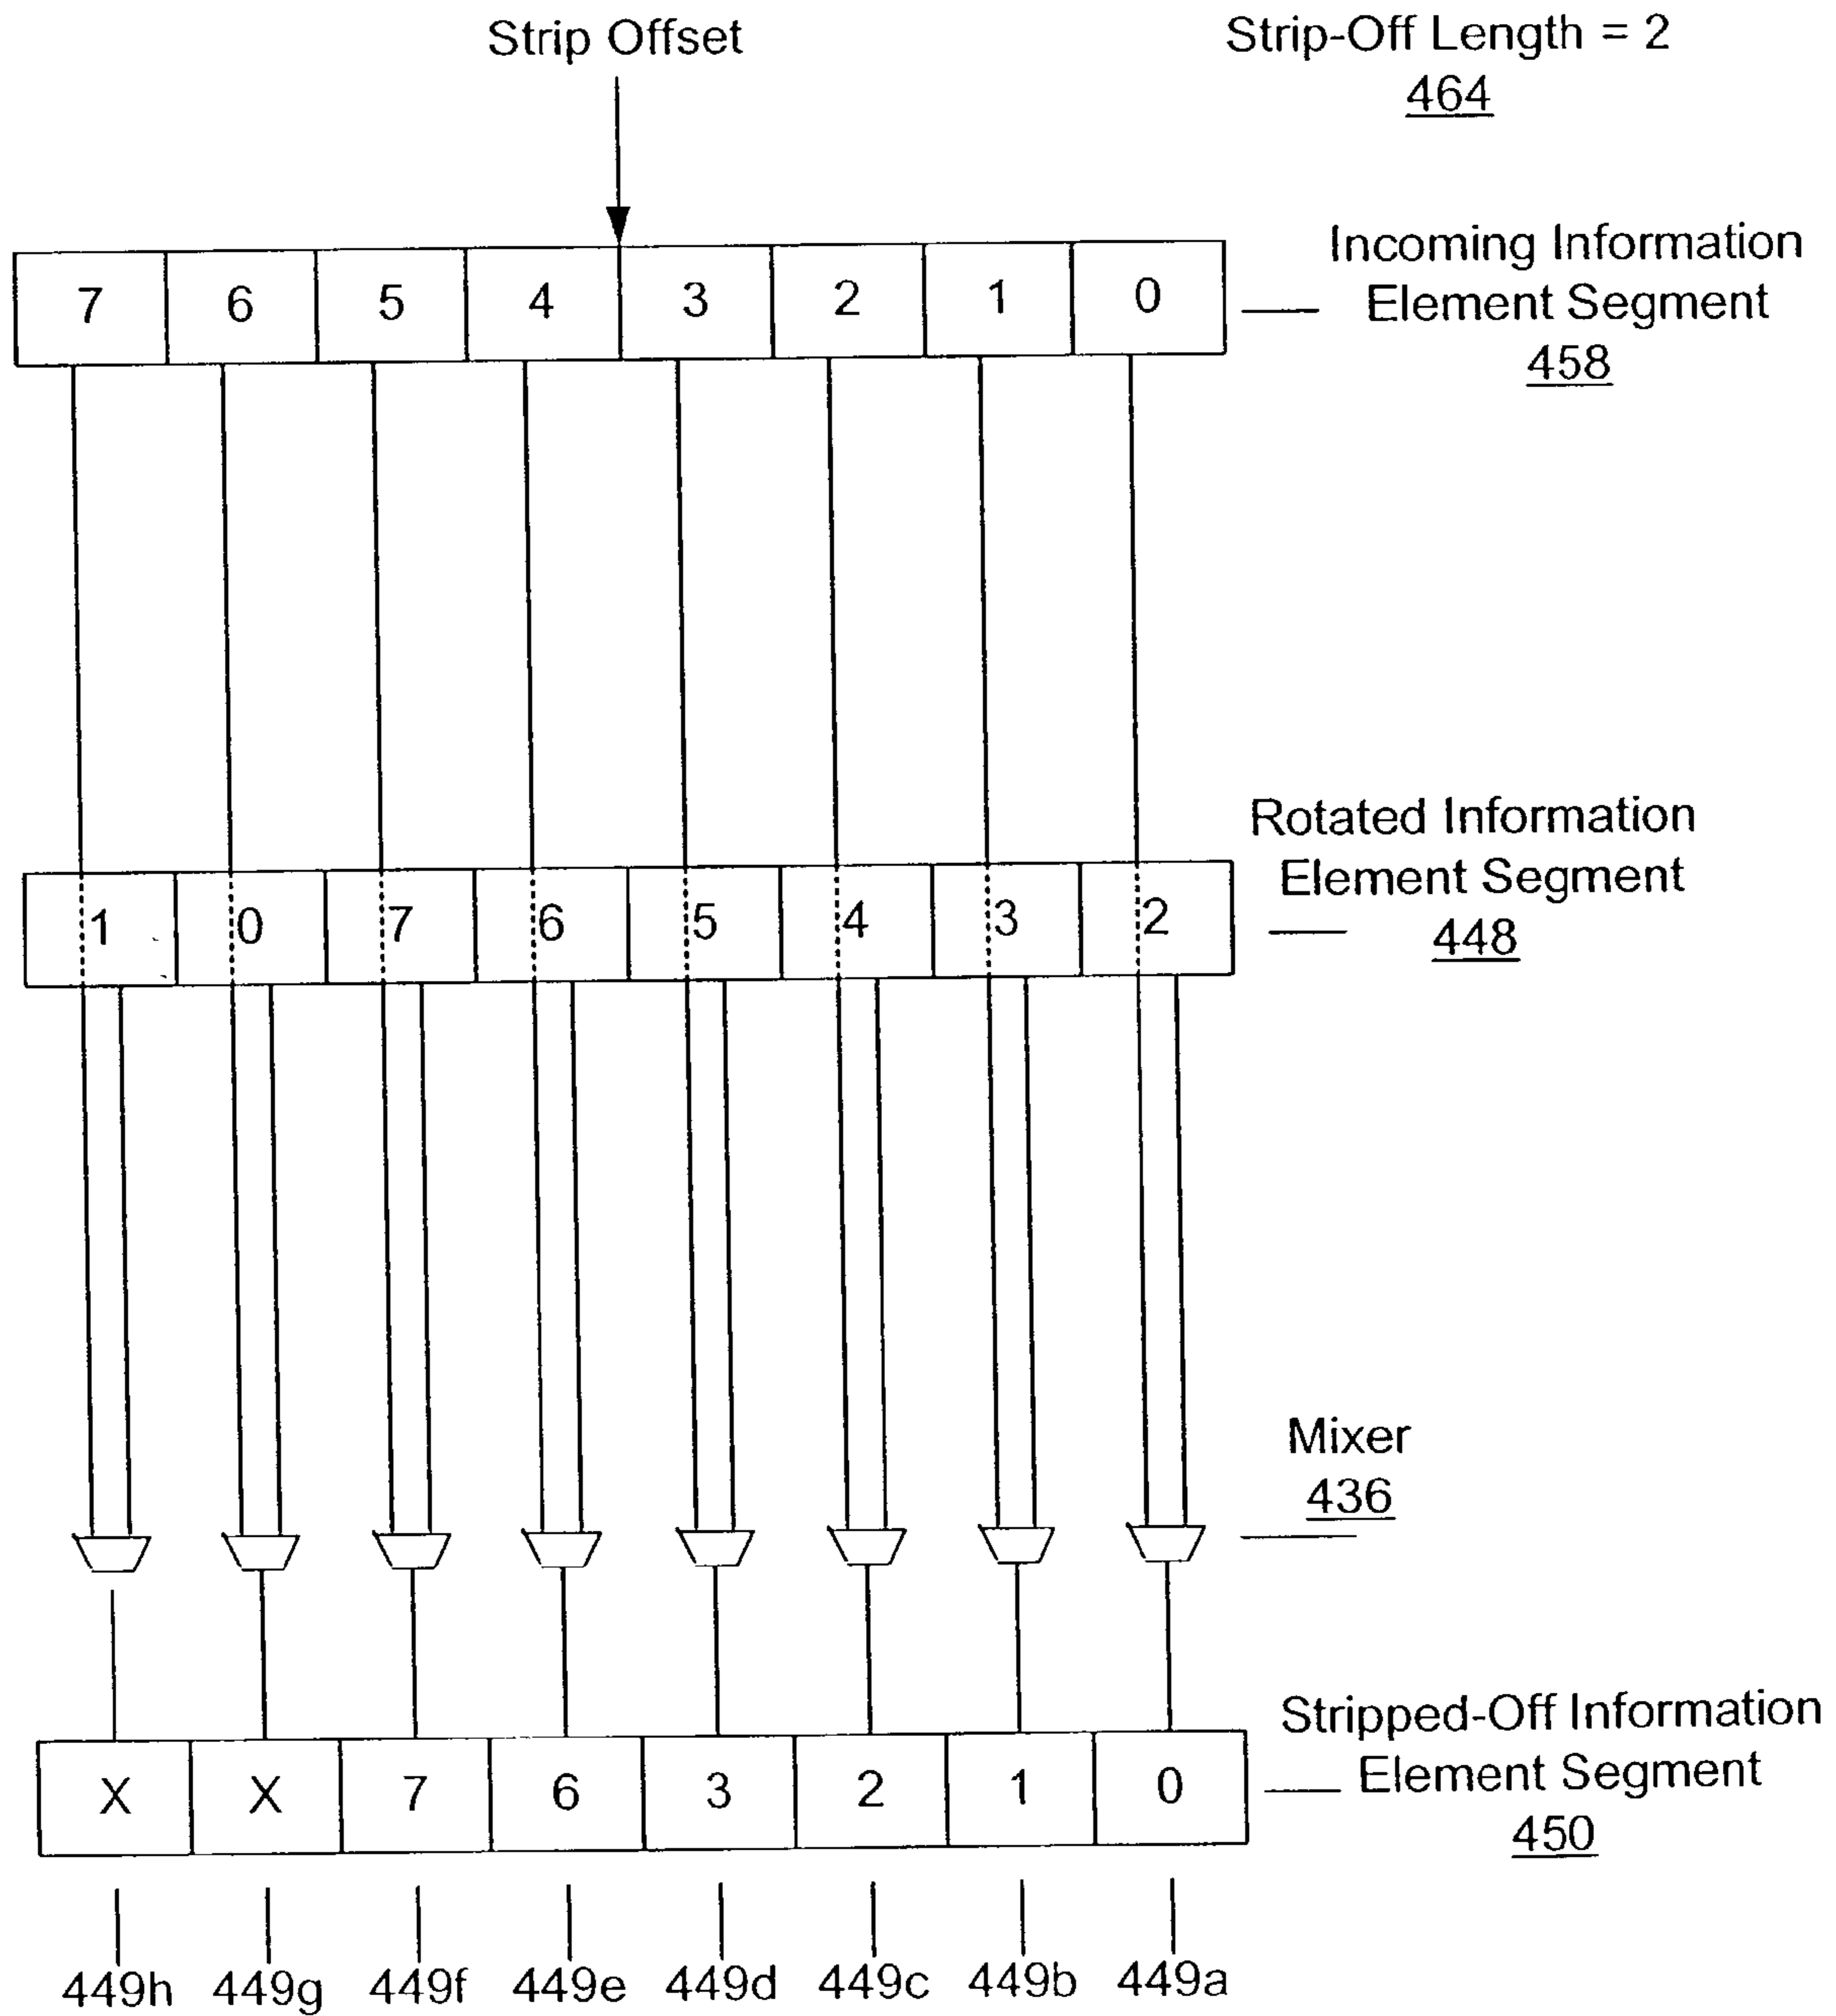 Strip Offset
Strip-Off Length = 2
464
7 6 5 4 3 2 1 0
Incoming Information
Element Segment
458
1 0 7 6 5 4 3 2
Rotated Information
Element Segment
448
Mixer
436
X X 7 6 3 2 1 0
Stripped-Off Information
Element Segment
450
449h 449g 449f 449e 449d 449c 449b 449a